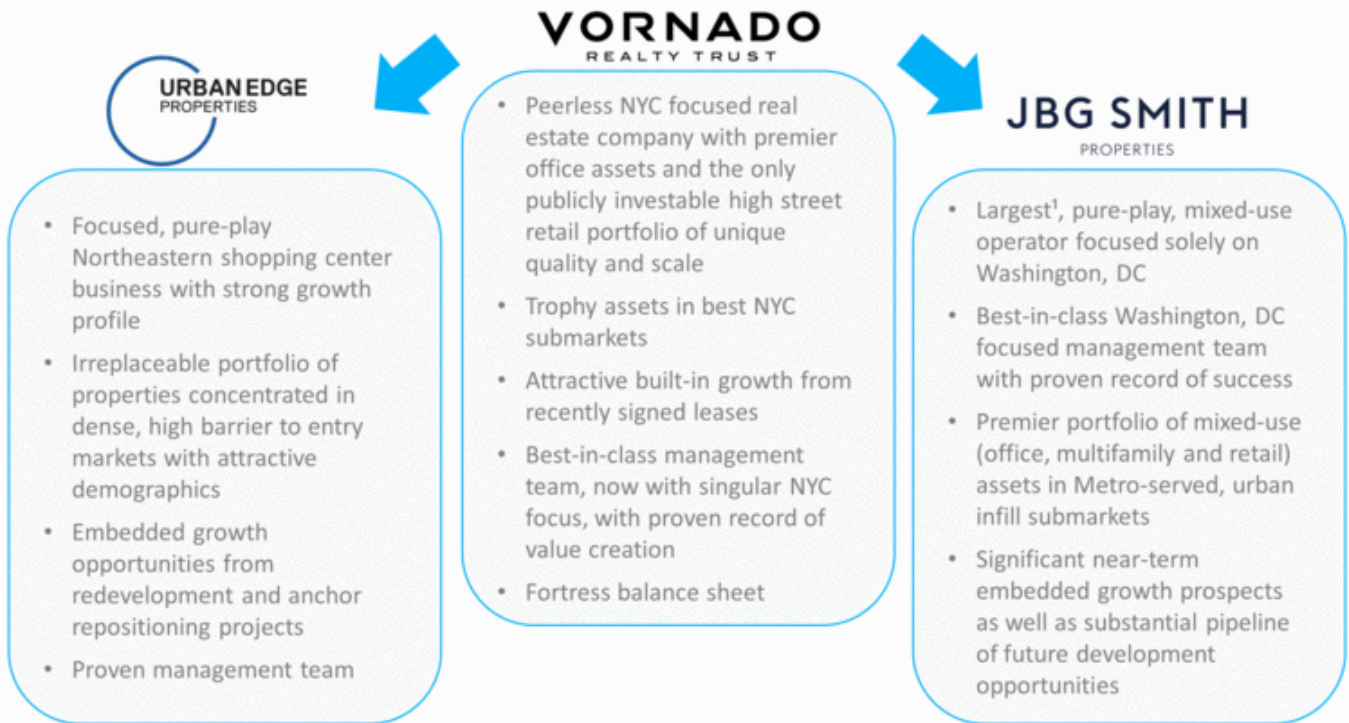 VORNADO
REALTY TRUST
URBAN EDGE
PROPERTIES
• Focused, pure-play
Northeastern shopping center
business with strong growth
profile
• Irreplaceable portfolio of
properties concentrated in
dense, high barrier to entry
markets with attractive
demographics
• Embedded growth
opportunities from
redevelopment and anchor
repositioning projects
• Proven management team
• Peerless NYC focused real
estate company with premier
office assets and the only
publicly investable high street
retail portfolio of unique
quality and scale
• Trophy assets in best NYC
submarkets
• Attractive built-in growth from
recently signed leases
• Best-in-class management
team, now with singular NYC
focus, with proven record of
value creation
• Fortress balance sheet
JBG SMITH
PROPERTIES
• Largest¹, pure-play, mixed-use
operator focused solely on
Washington, DC
• Best-in-class Washington, DC
focused management team
with proven record of success
• Premier portfolio of mixed-use
(office, multifamily and retail)
assets in Metro-served, urban
infill submarkets
• Significant near-term
embedded growth prospects
as well as substantial pipeline
of future development
opportunities